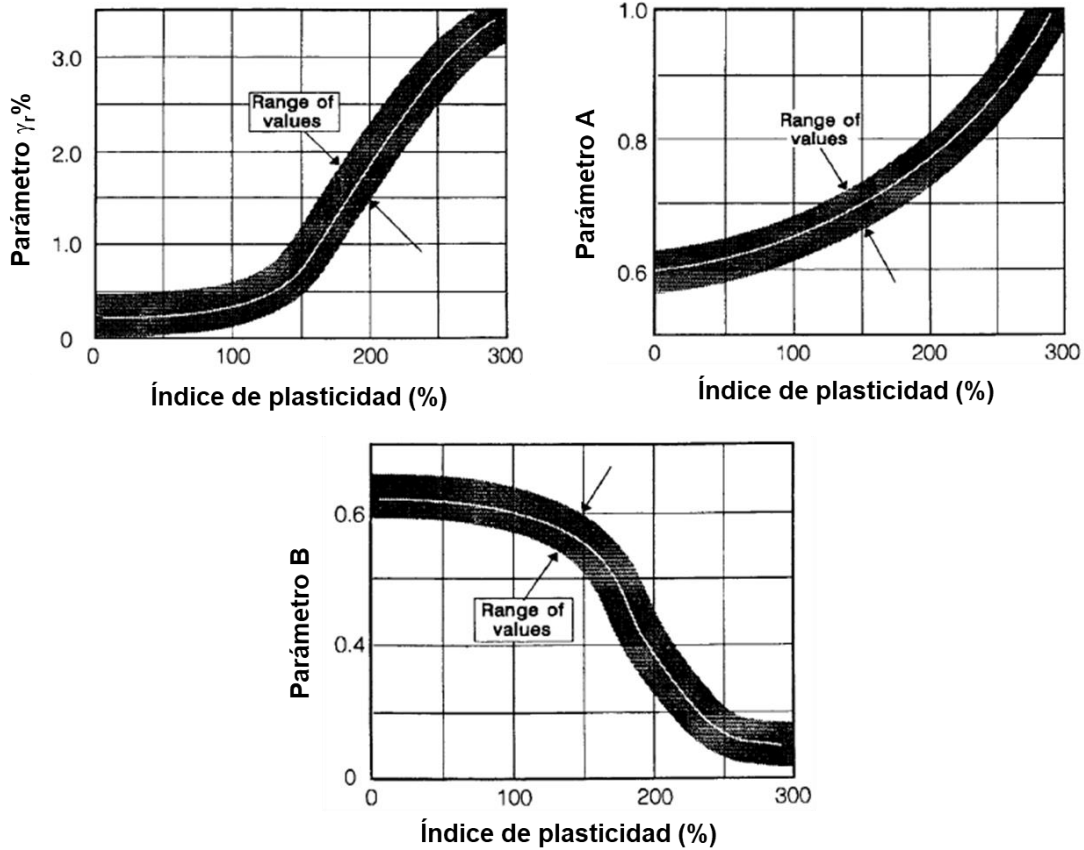 Parámetro γr%
3.0
2.0
1.0
0
Range of
values
0
100
200
300
Índice de plasticidad (%)
Parámetro A
1.0
0.8
0.6
Range of
values
0
100
200
300
Índice de plasticidad (%)
Parámetro B
0.6
0.4
0
Range of
values
0
100
200
300
Índice de plasticidad (%)